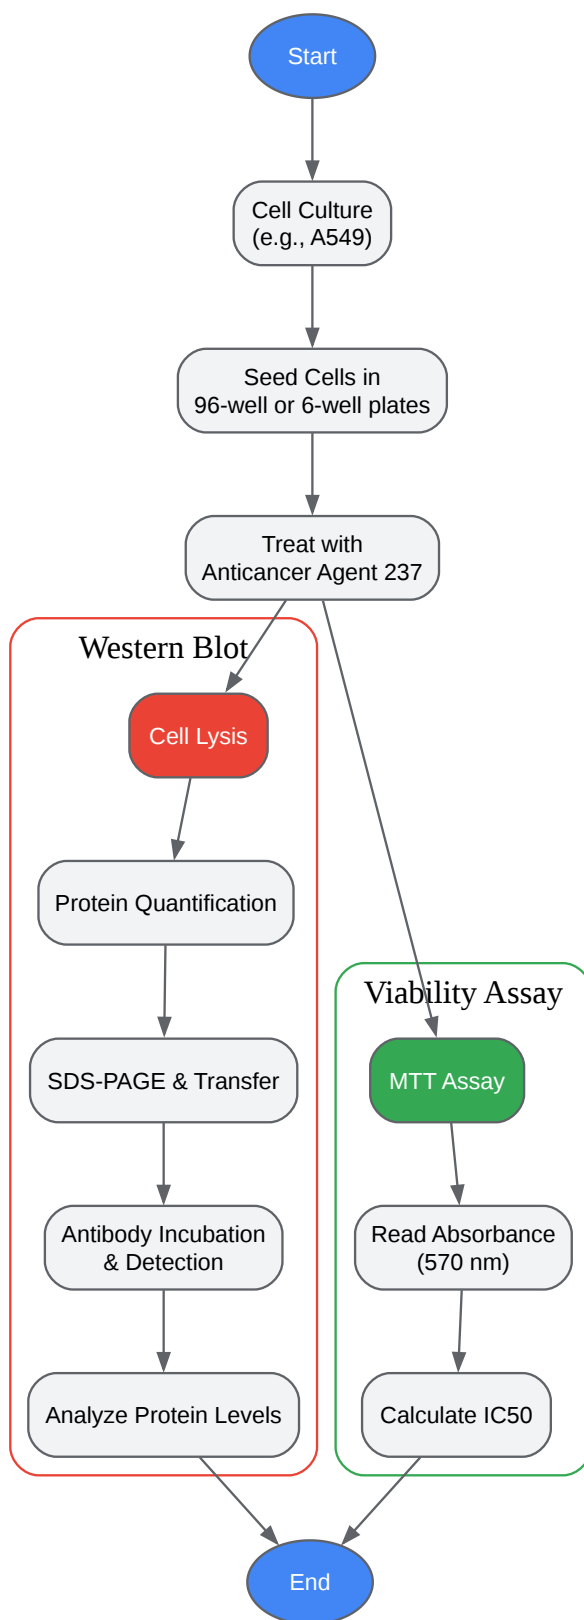 Start
Cell Culture
(e.g., A549)
Seed Cells in
96-well or 6-well plates
Treat with
Anticancer Agent 237
Western Blot
Cell Lysis
Protein Quantification
SDS-PAGE & Transfer
Antibody Incubation
& Detection
Analyze Protein Levels
Viability Assay
MTT Assay
Read Absorbance
(570 nm)
Calculate IC50
End